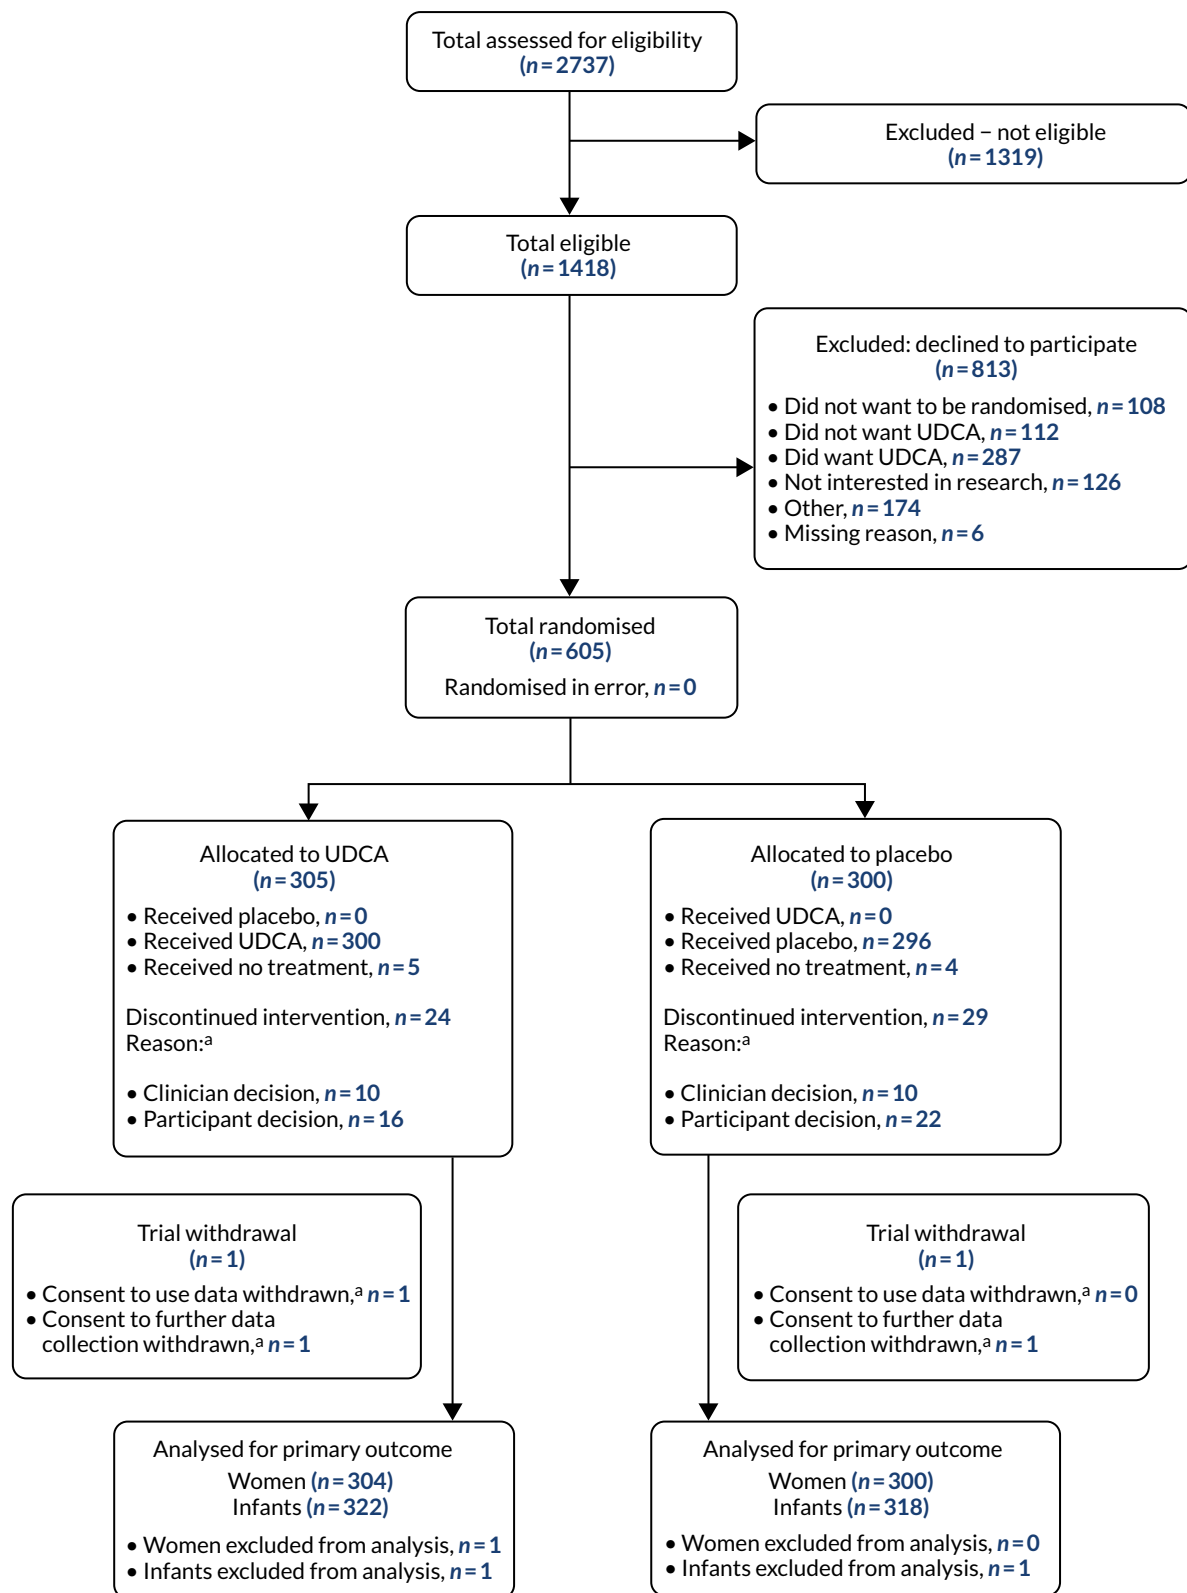 Total assessed for eligibility
(n=2737)
Excluded – not eligible
(n=1319)
Total eligible
(n=1418)
Excluded: declined to participate
(n=813)
• Did not want to be randomised, n=108
• Did not want UDCA, n=112
• Did want UDCA, n=287
• Not interested in research, n=126
• Other, n=174
• Missing reason, n=6
Total randomised
(n=605)
Randomised in error, n=0
Allocated to UDCA
(n=305)
• Received placebo, n=0
• Received UDCA, n=300
• Received no treatment, n=5
Discontinued intervention, n=24
Reason:ᵃ
• Clinician decision, n=10
• Participant decision, n=16
Allocated to placebo
(n=300)
• Received UDCA, n=0
• Received placebo, n=296
• Received no treatment, n=4
Discontinued intervention, n=29
Reason:ᵃ
• Clinician decision, n=10
• Participant decision, n=22
Trial withdrawal
(n=1)
• Consent to use data withdrawn,ᵃ n=1
• Consent to further data
collection withdrawn,ᵃ n=1
Trial withdrawal
(n=1)
• Consent to use data withdrawn,ᵃ n=0
• Consent to further data
collection withdrawn,ᵃ n=1
Analysed for primary outcome
Women (n=304)
Infants (n=322)
• Women excluded from analysis, n=1
• Infants excluded from analysis, n=1
Analysed for primary outcome
Women (n=300)
Infants (n=318)
• Women excluded from analysis, n=0
• Infants excluded from analysis, n=1